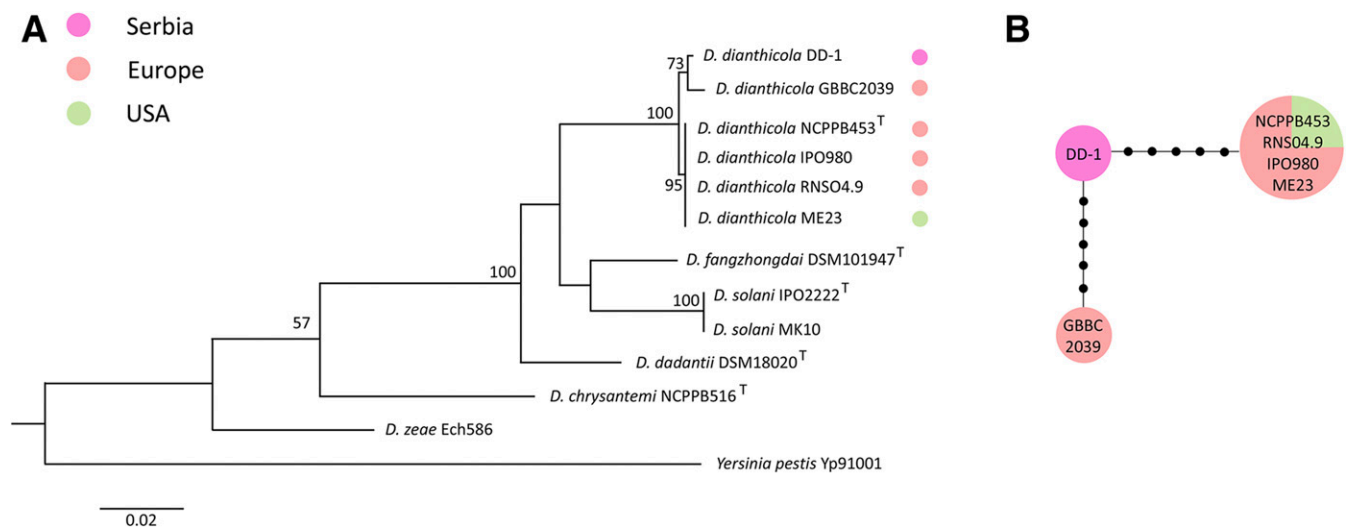 A
Serbia
Europe
USA
73
D. dianthicola DD-1
D. dianthicola GBBC2039
100
D. dianthicola NCPPB453T
D. dianthicola IPO980
95
D. dianthicola RNSO4.9
D. dianthicola ME23
D. fangzhongdai DSM101947T
100
100
D. solani IPO2222T
D. solani MK10
57
D. dadantii DSM18020T
D. chrysantemi NCPPB516T
D. zeae Ech586
Yersinia pestis Yp91001
0.02
B
DD-1
NCPPB453
RNS04.9
IPO980
ME23
GBBC
2039